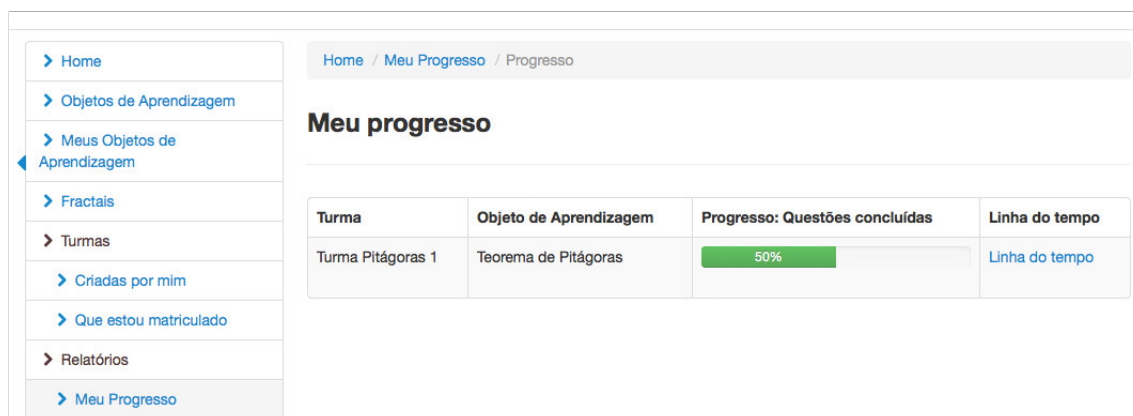 Home
Objetos de Aprendizagem
Meus Objetos de
Aprendizagem
Fractais
Turmas
Criadas por mim
Que estou matriculado
Relatórios
Meu Progresso
Home / Meu Progresso / Progresso
Meu progresso
Turma Objeto de Aprendizagem Progresso: Questões concluídas Linha do tempo
Turma Pitágoras 1 Teorema de Pitágoras 50% Linha do tempo